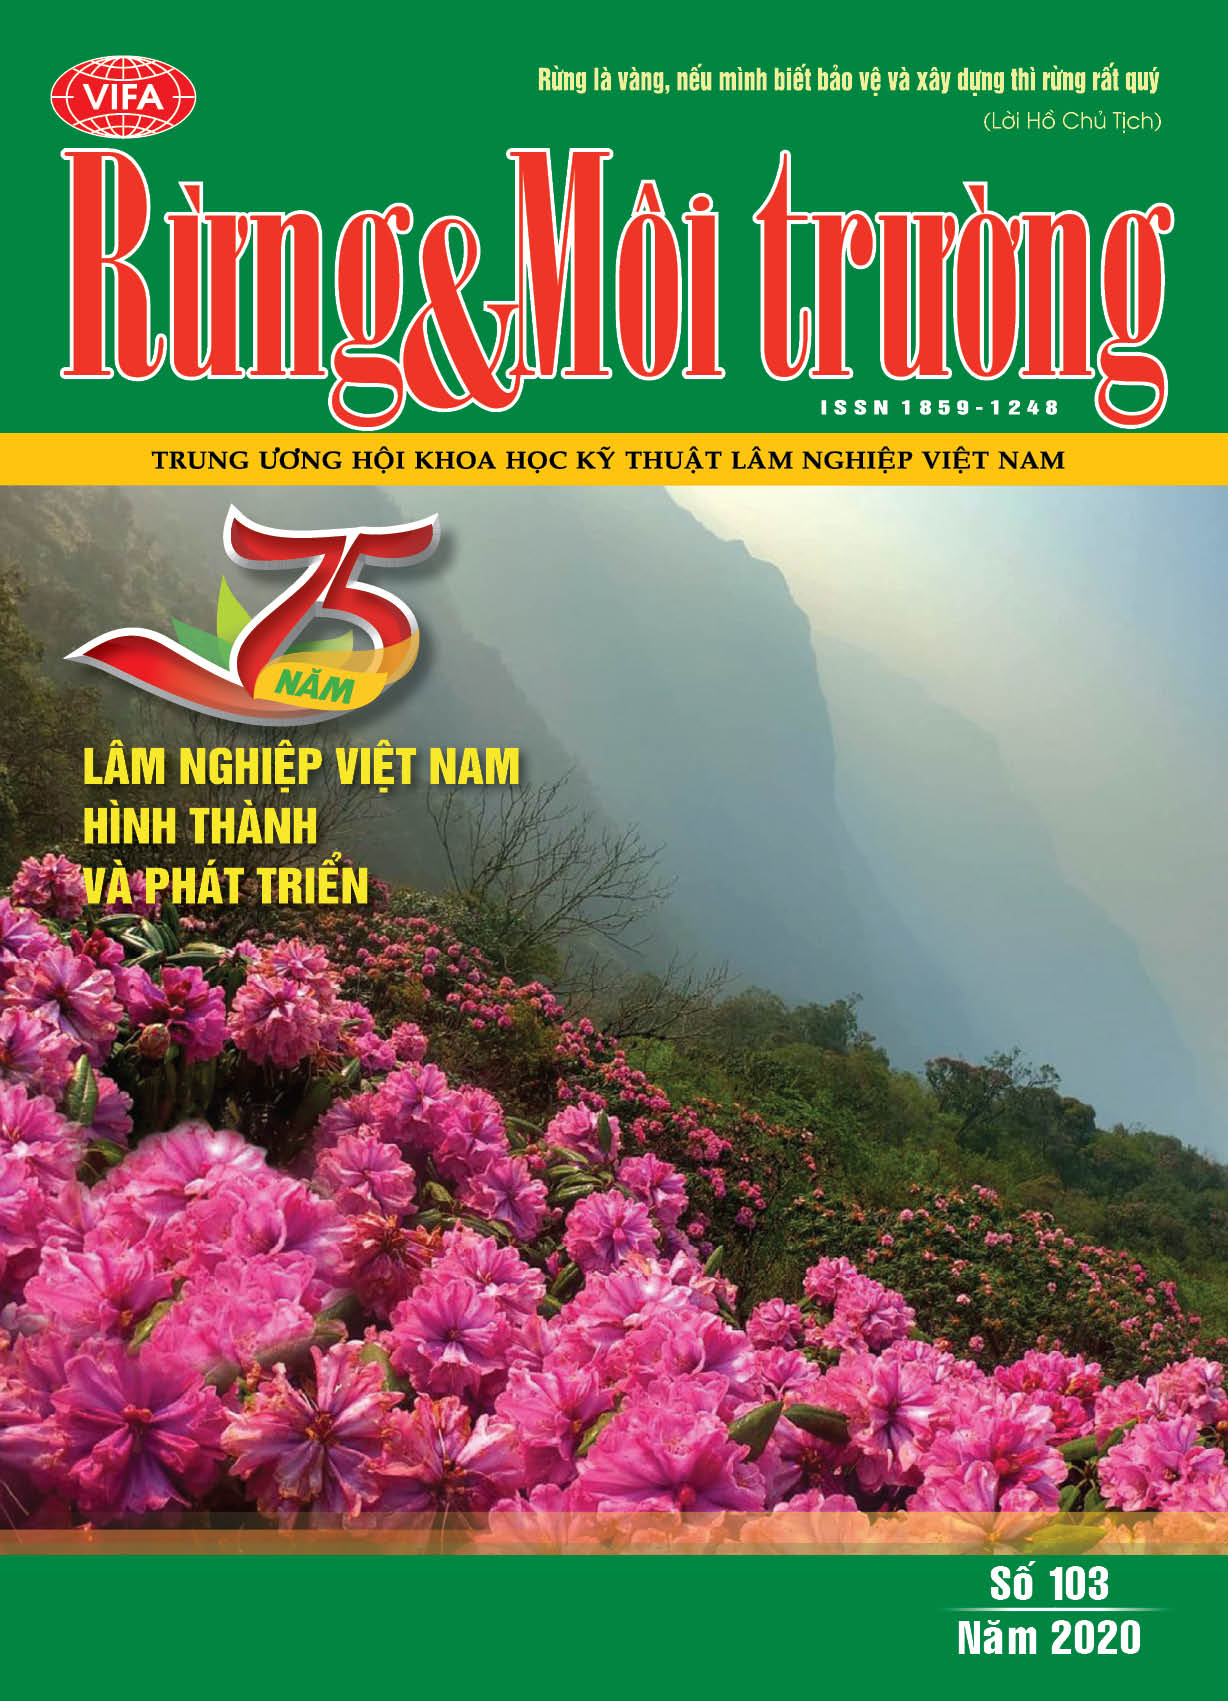 VIFA
Rừng là vàng, nếu mình biết bảo vệ và xây dựng thì rừng rất quý
(Lời Hồ Chủ Tịch)
Rừng & Môi trường
ISSN 1859-1248
TRUNG ƯƠNG HỘI KHOA HỌC KỸ THUẬT LÂM NGHIỆP VIỆT NAM
75
NĂM
LÂM NGHIỆP VIỆT NAM
HÌNH THÀNH
VÀ PHÁT TRIỂN
Số 103
Năm 2020